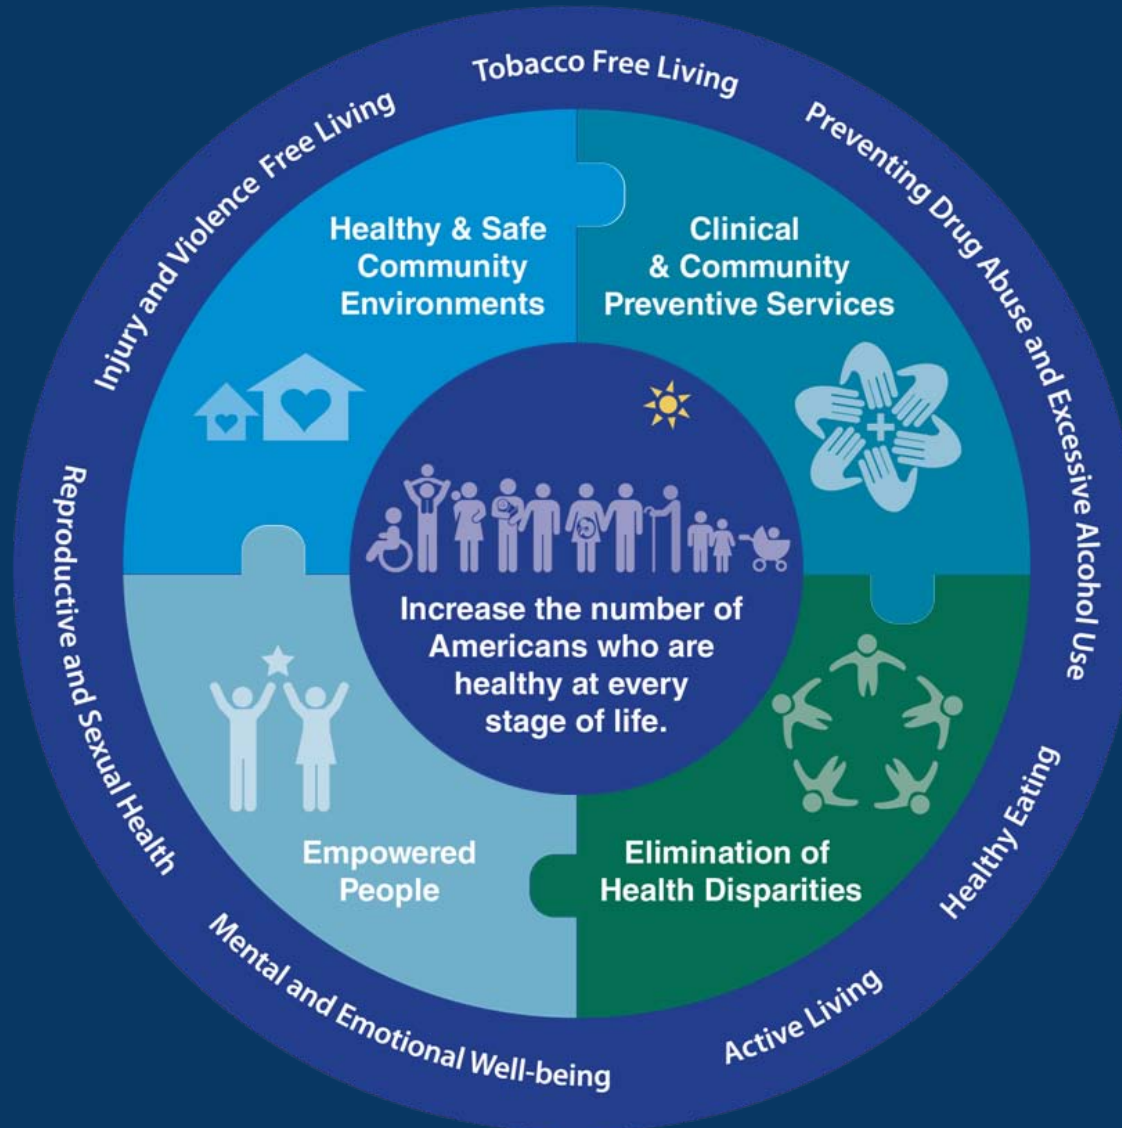 Tobacco Free Living
Preventing Drug Abuse and Excessive Alcohol Use
Healthy Eating
Active Living
Mental and Emotional Well-being
Reproductive and Sexual Health
Injury and Violence Free Living
Healthy & Safe
Community
Environments
Clinical
& Community
Preventive Services
Increase the number of
Americans who are
healthy at every
stage of life.
Empowered
People
Elimination of
Health Disparities